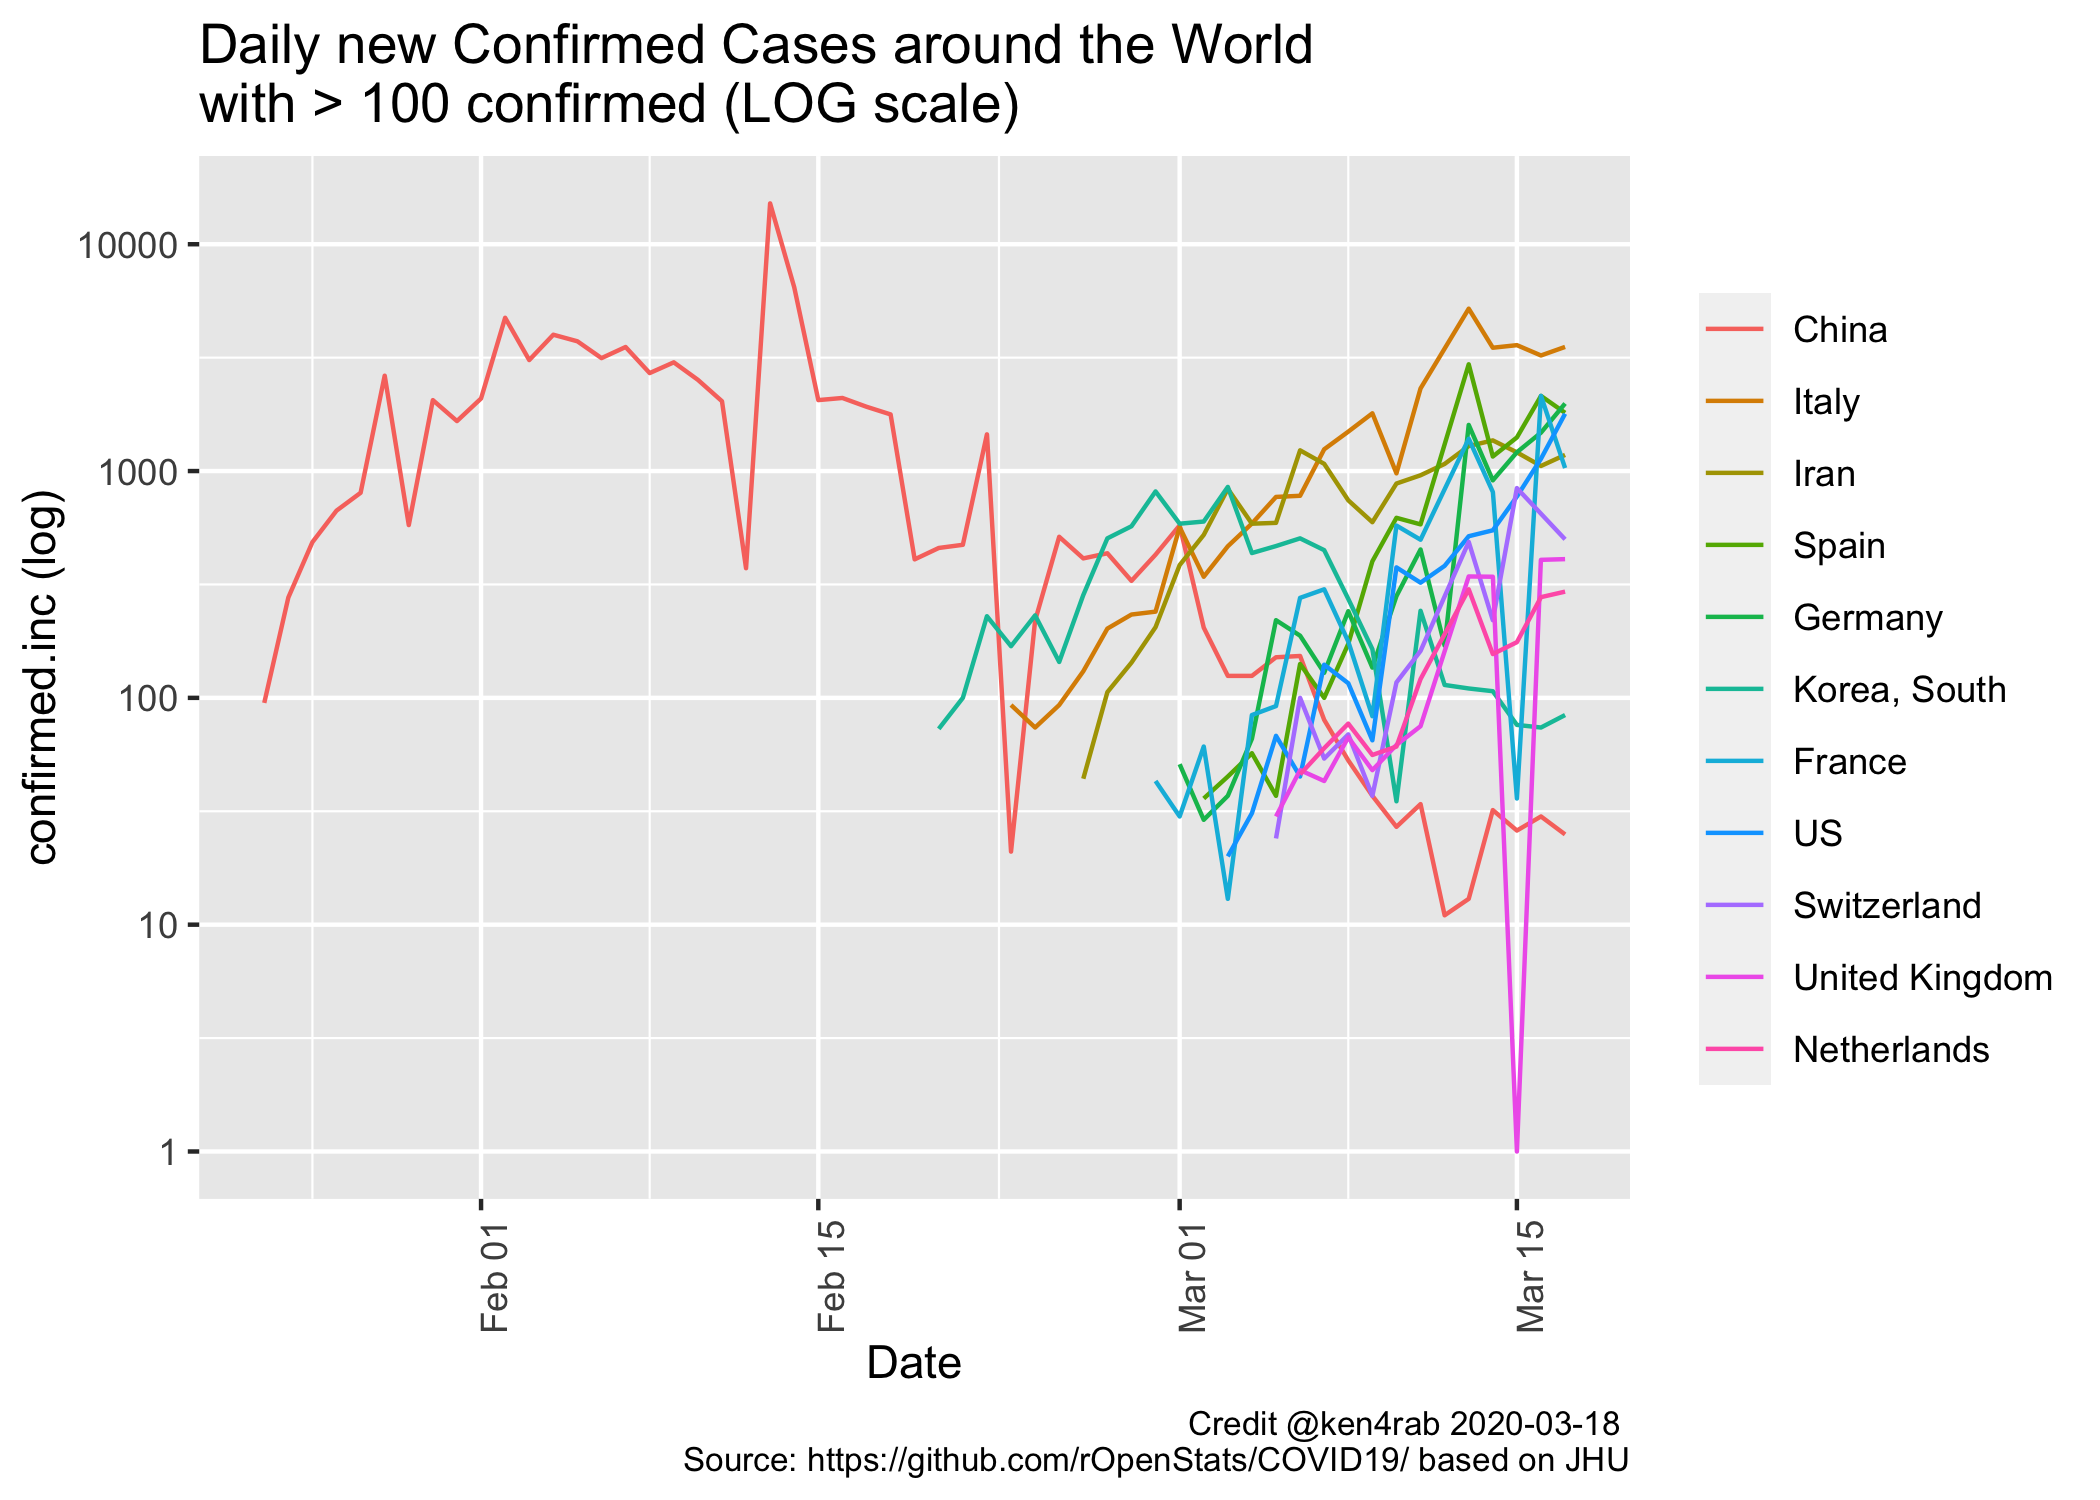 Daily new Confirmed Cases around the World
with > 100 confirmed (LOG scale)
confirmed.inc (log)
10000
1000
100
10
1
Feb 01
Feb 15
Mar 01
Mar 15
Date
China
Italy
Iran
Spain
Germany
Korea, South
France
US
Switzerland
United Kingdom
Netherlands
Credit @ken4rab 2020-03-18
Source: https://github.com/rOpenStats/COVID19/ based on JHU